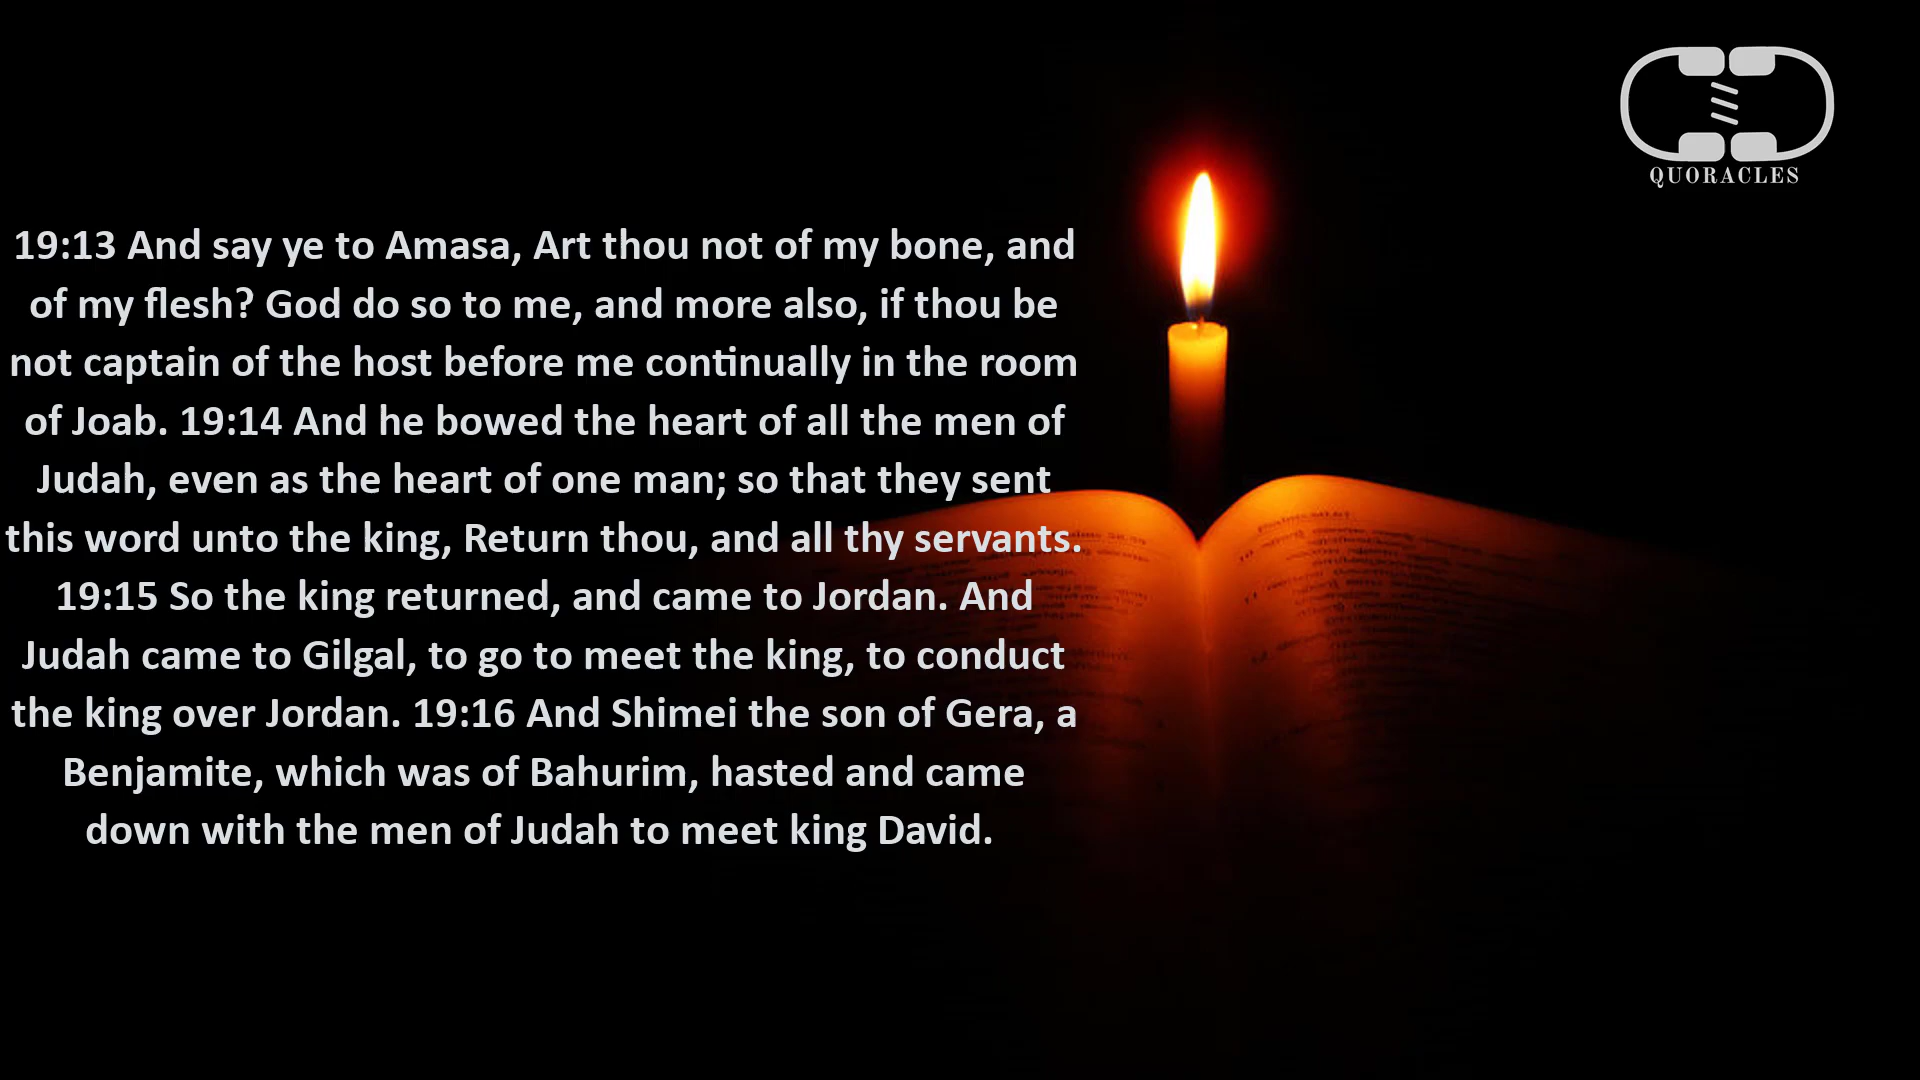 QUORACLES
19:13 And say ye to Amasa, Art thou not of my bone, and
of my flesh? God do so to me, and more also, if thou be
not captain of the host before me continually in the room
of Joab. 19:14 And he bowed the heart of all the men of
Judah, even as the heart of one man; so that they sent
this word unto the king, Return thou, and all thy servants.
19:15 So the king returned, and came to Jordan. And
Judah came to Gilgal, to go to meet the king, to conduct
the king over Jordan. 19:16 And Shimei the son of Gera, a
Benjamite, which was of Bahurim, hasted and came
down with the men of Judah to meet king David.